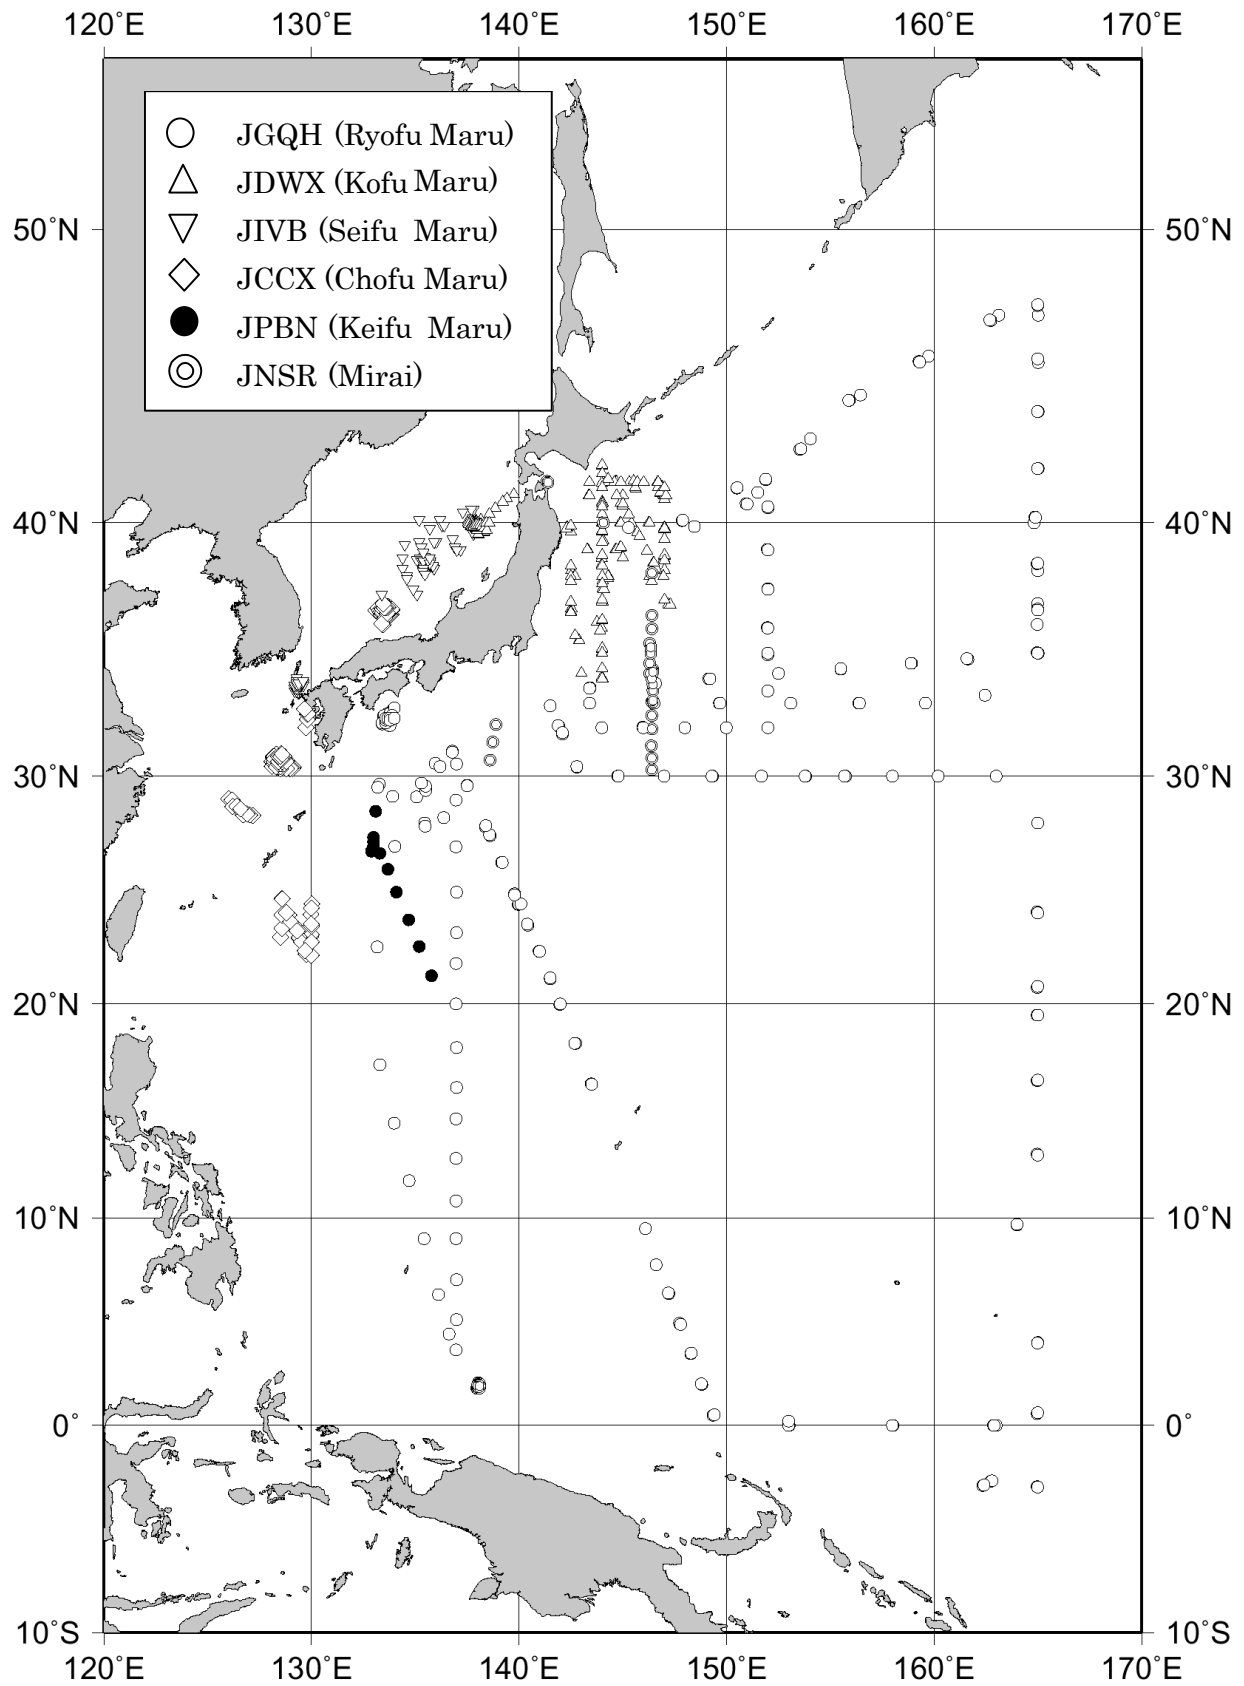 120°E 130°E 140°E 150°E 160°E 170°E
JGQH (Ryofu Maru)
JDWX (Kofu Maru)
JIVB (Seifu Maru)
JCCX (Chofu Maru)
JPBN (Keifu Maru)
JNSR (Mirai)
50°N 50°N
40°N 40°N
30°N 30°N
20°N 20°N
10°N 10°N
0° 0°
10°S 10°S
120°E 130°E 140°E 150°E 160°E 170°E